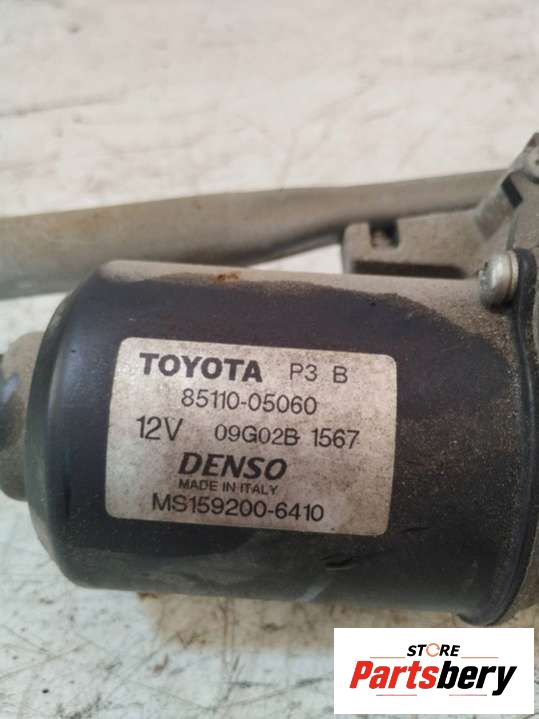 TOYOTA P3 B
85110-05060
12V 09G02B 1567
DENSO
MADE IN ITALY
MS159200-6410
STORE
Partsbery